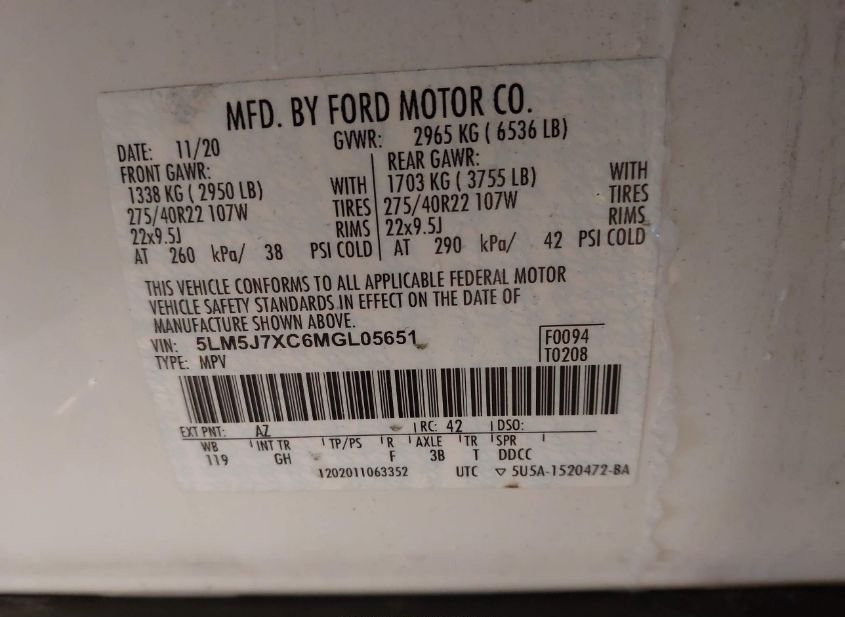 MFD. BY FORD MOTOR CO.
DATE: 11/20 GVWR: 2965 KG ( 6536 LB)
FRONT GAWR: REAR GAWR:
1338 KG ( 2950 LB) WITH 1703 KG ( 3755 LB) WITH
275/40R22 107W TIRES 275/40R22 107W TIRES
22x9.5J RIMS 22x9.5J RIMS
AT 260 kPa/ 38 PSI COLD AT 290 kPa/ 42 PSI COLD
THIS VEHICLE CONFORMS TO ALL APPLICABLE FEDERAL MOTOR
VEHICLE SAFETY STANDARDS IN EFFECT ON THE DATE OF
MANUFACTURE SHOWN ABOVE.
VIN: 5LM5J7XC6MGL05651 F0094
TYPE: MPV T0208
EXT PNT: AZ RC: 42 DSO:
WB INT TR TP/PS R AXLE TR SPR
119 GH F 3B T DDCC
1202011063352 UTC ▽ 5U5A-1520472-BA